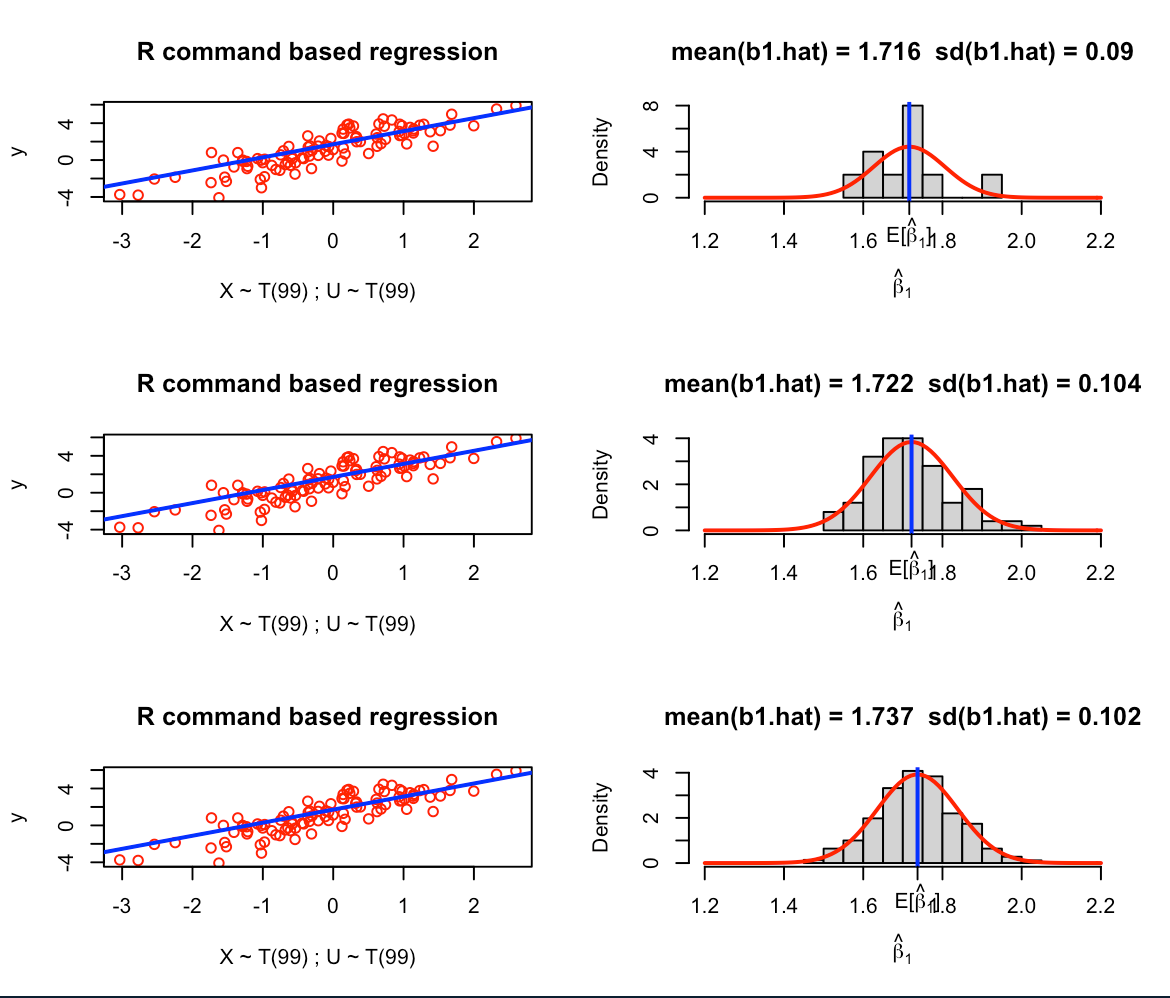 R command based regression
mean(b1.hat) = 1.716  sd(b1.hat) = 0.09
y
-4 0 4
-3 -2 -1 0 1 2
X ~ T(99) ; U ~ T(99)
Density
0 4 8
1.2 1.4 1.6 1.8 2.0 2.2
E[β̂₁]
β̂₁
R command based regression
mean(b1.hat) = 1.722  sd(b1.hat) = 0.104
y
-4 0 4
-3 -2 -1 0 1 2
X ~ T(99) ; U ~ T(99)
Density
0 2 4
1.2 1.4 1.6 1.8 2.0 2.2
E[β̂₁]
β̂₁
R command based regression
mean(b1.hat) = 1.737  sd(b1.hat) = 0.102
y
-4 0 4
-3 -2 -1 0 1 2
X ~ T(99) ; U ~ T(99)
Density
0 2 4
1.2 1.4 1.6 1.8 2.0 2.2
E[β̂₁]
β̂₁